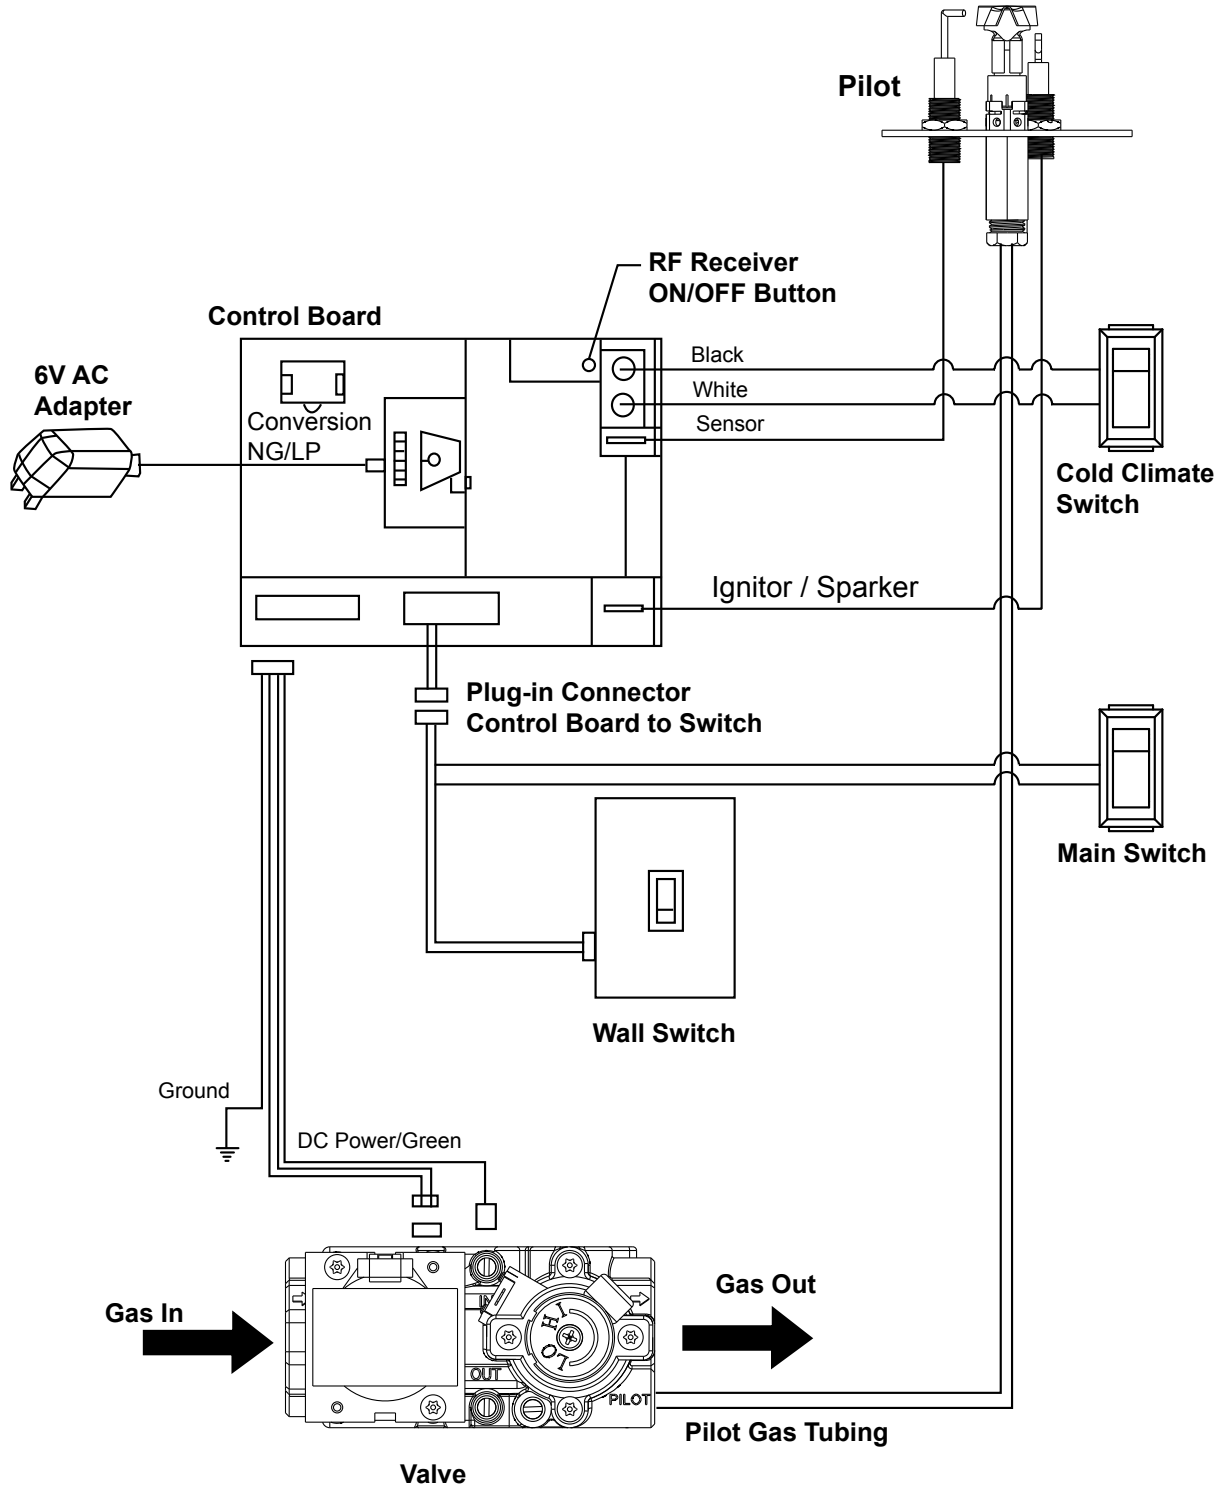 Pilot
RF Receiver
ON/OFF Button
Control Board
Black
6V AC
Adapter
White
Conversion
NG/LP
Sensor
Cold Climate
Switch
Ignitor / Sparker
Plug-in Connector
Control Board to Switch
Main Switch
Wall Switch
Ground
DC Power/Green
Gas In
Gas Out
IN
HI
LO
OUT
PILOT
Pilot Gas Tubing
Valve